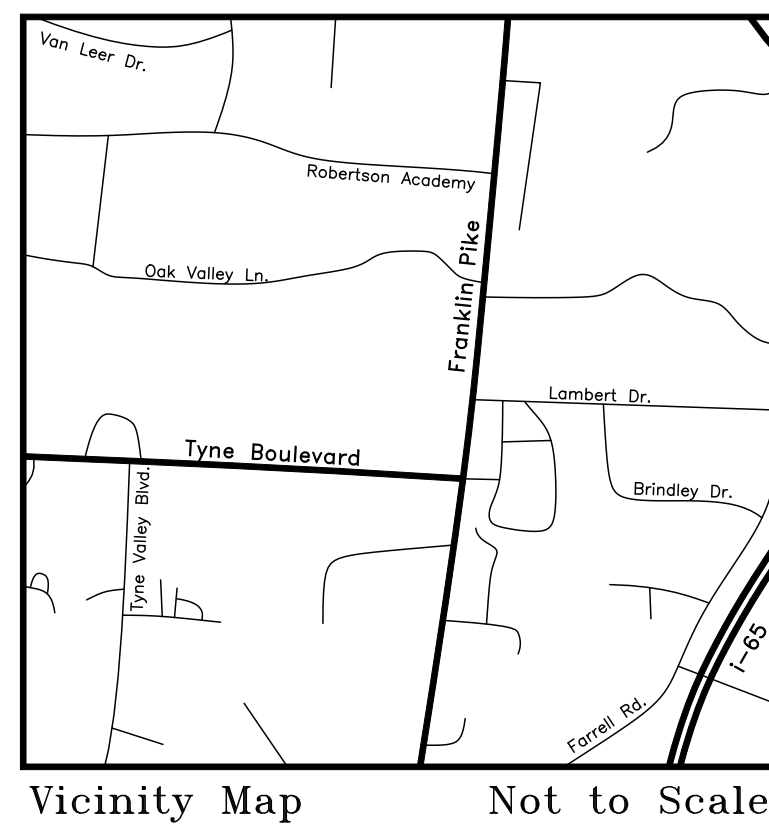 Van Leer Dr.
Robertson Academy
Franklin Pike
Oak Valley Ln.
Lambert Dr.
Tyne Boulevard
Tyne Valley Blvd.
Brindley Dr.
i-65
Farrell Rd.
Vicinity Map
Not to Scale